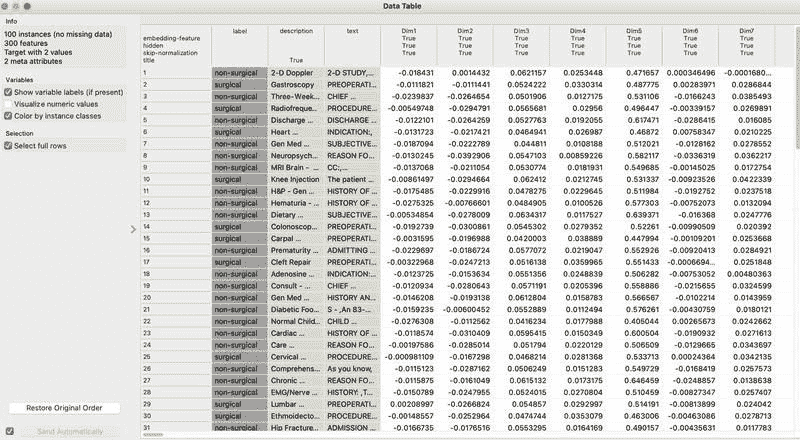 Data Table
Info
100 instances (no missing data)
300 features
Target with 2 values
2 meta attributes
Variables
Show variable labels (if present)
Visualize numeric values
Color by instance classes
Selection
Select full rows
Restore Original Order
Send Automatically
label description text Dim1 Dim2 Dim3 Dim4 Dim5 Dim6 Dim7
embedding-feature True True True True True True True
hidden True True True True True True True
skip-normalization True True True True True True True
title True
1 non-surgical 2-D Doppler 2-D STUDY,... -0.018431 0.0014432 0.0621157 0.0253448 0.471657 0.000346496 -0.0001680...
2 surgical Gastroscopy PREOPERATI... -0.0111821 -0.0111441 0.0524222 0.0330314 0.487775 0.00283971 0.0286844
3 non-surgical Three-Week... CHIEF ... -0.0239837 -0.0264654 0.0501906 0.0127175 0.531106 -0.0166243 0.0385493
4 surgical Radiofreque... PROCEDURE... -0.00549748 -0.0294791 0.0565681 0.02956 0.496447 -0.00339157 0.0269891
5 non-surgical Discharge ... DISCHARGE ... -0.0122101 -0.0264259 0.0527763 0.0192055 0.617471 -0.0286415 0.016085
6 surgical Heart ... INDICATION:, -0.0131723 -0.0217421 0.0464941 0.026987 0.46872 0.00758347 0.0210225
7 non-surgical Gen Med ... SUBJECTIVE... -0.0187094 -0.0222789 0.044811 0.0108188 0.512021 -0.0128162 0.0278552
8 non-surgical Neuropsych... REASON FO... -0.0130245 -0.0392906 0.0547103 0.00859226 0.582117 -0.0336319 0.0362217
9 non-surgical MRI Brain - ... CC:,... -0.0137068 -0.0211054 0.0530774 0.0181931 0.549685 -0.00145025 0.0172754
10 surgical Knee Injection The patient ... -0.00861497 -0.0294664 0.062412 0.0212745 0.531337 -0.00923526 0.0422339
11 non-surgical H&P - Gen ... HISTORY OF ... -0.0175485 -0.0229916 0.0478275 0.0229645 0.511984 -0.0192752 0.0237518
12 non-surgical Hematuria - ... HISTORY OF ... -0.0275325 -0.00766601 0.0484905 0.0100526 0.577303 -0.00752073 0.0132094
13 non-surgical Dietary ... SUBJECTIVE... -0.00534854 -0.0278009 0.0634317 0.0117527 0.639371 -0.016368 0.0247776
14 surgical Colonoscop... PREOPERATI... -0.0192739 -0.0300861 0.0545302 0.0279352 0.52261 -0.00990509 0.020392
15 surgical Carpal ... PREOPERATI... -0.0031595 -0.0196988 0.0420003 0.0388889 0.447994 -0.00109201 0.0253668
16 non-surgical Prematurity ... ADMITTING ... -0.0229697 -0.0186724 0.0577072 0.0219047 0.552926 -0.00920413 0.0284921
17 surgical Cleft Repair PREOPERATI... -0.00322968 -0.0247213 0.0516138 0.0359965 0.551433 -0.0006694... 0.0251848
18 non-surgical Adenosine ... INDICATION:... -0.0123725 -0.0153634 0.0551356 0.0248839 0.506282 -0.00753052 0.00480363
19 non-surgical Consult - ... CHIEF ... -0.0120934 -0.0280643 0.0571191 0.0205396 0.558886 -0.0215655 0.0324599
20 non-surgical Gen Med ... HISTORY AN... -0.0146208 -0.0193138 0.0612804 0.0158783 0.566567 -0.0102214 0.0143959
21 non-surgical Diabetic Foo... S - ,An 83-... -0.0159235 -0.00600452 0.0552889 0.0112494 0.576261 -0.00430759 0.0180121
22 non-surgical Normal Child... CHILD ... -0.0276308 -0.0112562 0.0416234 0.0177988 0.405044 0.00265673 0.0242662
23 non-surgical Cardiac ... HISTORY OF ... -0.0118574 -0.0310409 0.0595415 0.0150349 0.600504 -0.0190932 0.0271613
24 non-surgical Care ... REASON FO... -0.00197586 -0.0285014 0.051794 0.0220129 0.506509 -0.0129665 0.0343697
25 surgical Cervical ... PROCEDURE... -0.000981109 -0.0167298 0.0468214 0.0281368 0.533713 0.00024364 0.0342135
26 non-surgical Comprehens... As you know, -0.0115123 -0.0287162 0.0506249 0.0151283 0.549729 -0.0168419 0.0257573
27 non-surgical Chronic ... REASON FO... -0.0115875 -0.0161049 0.0615132 0.0173175 0.646459 -0.0248857 0.0138638
28 non-surgical EMG/Nerve ... HISTORY: ,T... -0.0150789 -0.0247955 0.0524015 0.0270804 0.510459 -0.00827347 0.0257407
29 surgical Lumbar ... PREOPERATI... 0.00208997 -0.0266824 0.054857 0.0292997 0.514191 -0.00813899 0.024042
30 surgical Ethmoidecto... PREOPERATI... -0.00148557 -0.0252964 0.0474744 0.0353079 0.463006 -0.00463086 0.0278713
31 non-surgical Hip Fracture... ADMISSION ... -0.0166735 -0.0176516 0.0553295 0.0164169 0.490157 -0.00435631 0.0117783